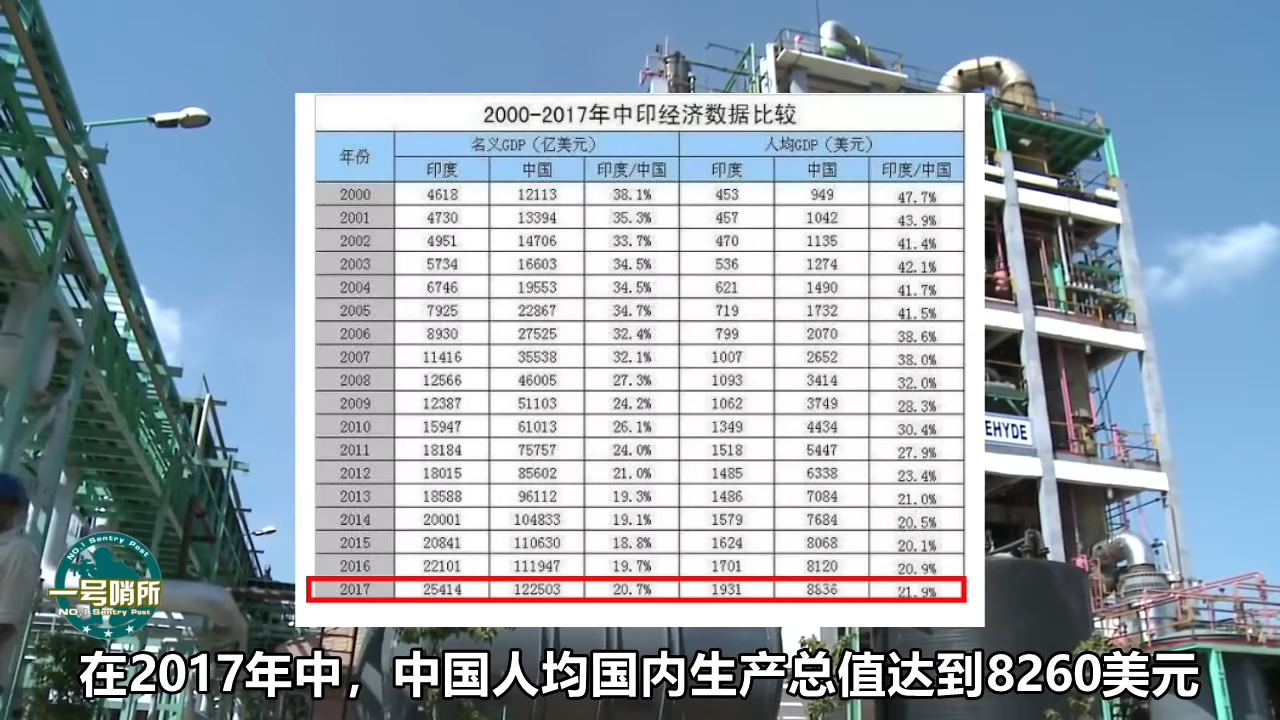 2000-2017年中印经济数据比较
年份 名义GDP（亿美元） 人均GDP（美元）
印度 中国 印度/中国 印度 中国 印度/中国
2000 4618 12113 38.1% 453 949 47.7%
2001 4730 13394 35.3% 457 1042 43.9%
2002 4951 14706 33.7% 470 1135 41.4%
2003 5734 16603 34.5% 536 1274 42.1%
2004 6746 19553 34.5% 621 1490 41.7%
2005 7925 22867 34.7% 719 1732 41.5%
2006 8930 27525 32.4% 799 2070 38.6%
2007 11416 35538 32.1% 1007 2652 38.0%
2008 12566 46005 27.3% 1093 3414 32.0%
2009 12387 51103 24.2% 1062 3749 28.3%
2010 15947 61013 26.1% 1349 4434 30.4%
2011 18184 75757 24.0% 1518 5447 27.9%
2012 18015 85602 21.0% 1485 6338 23.4%
2013 18588 96112 19.3% 1486 7084 21.0%
2014 20001 104833 19.1% 1579 7684 20.5%
2015 20841 110630 18.8% 1624 8068 20.1%
2016 22101 111947 19.7% 1701 8120 20.9%
2017 25414 122503 20.7% 1931 8836 21.9%
EHYDE
NO.1 Sentry Post
一号哨所
NO.1 Sentry Post
在2017年中，中国人均国内生产总值达到8260美元